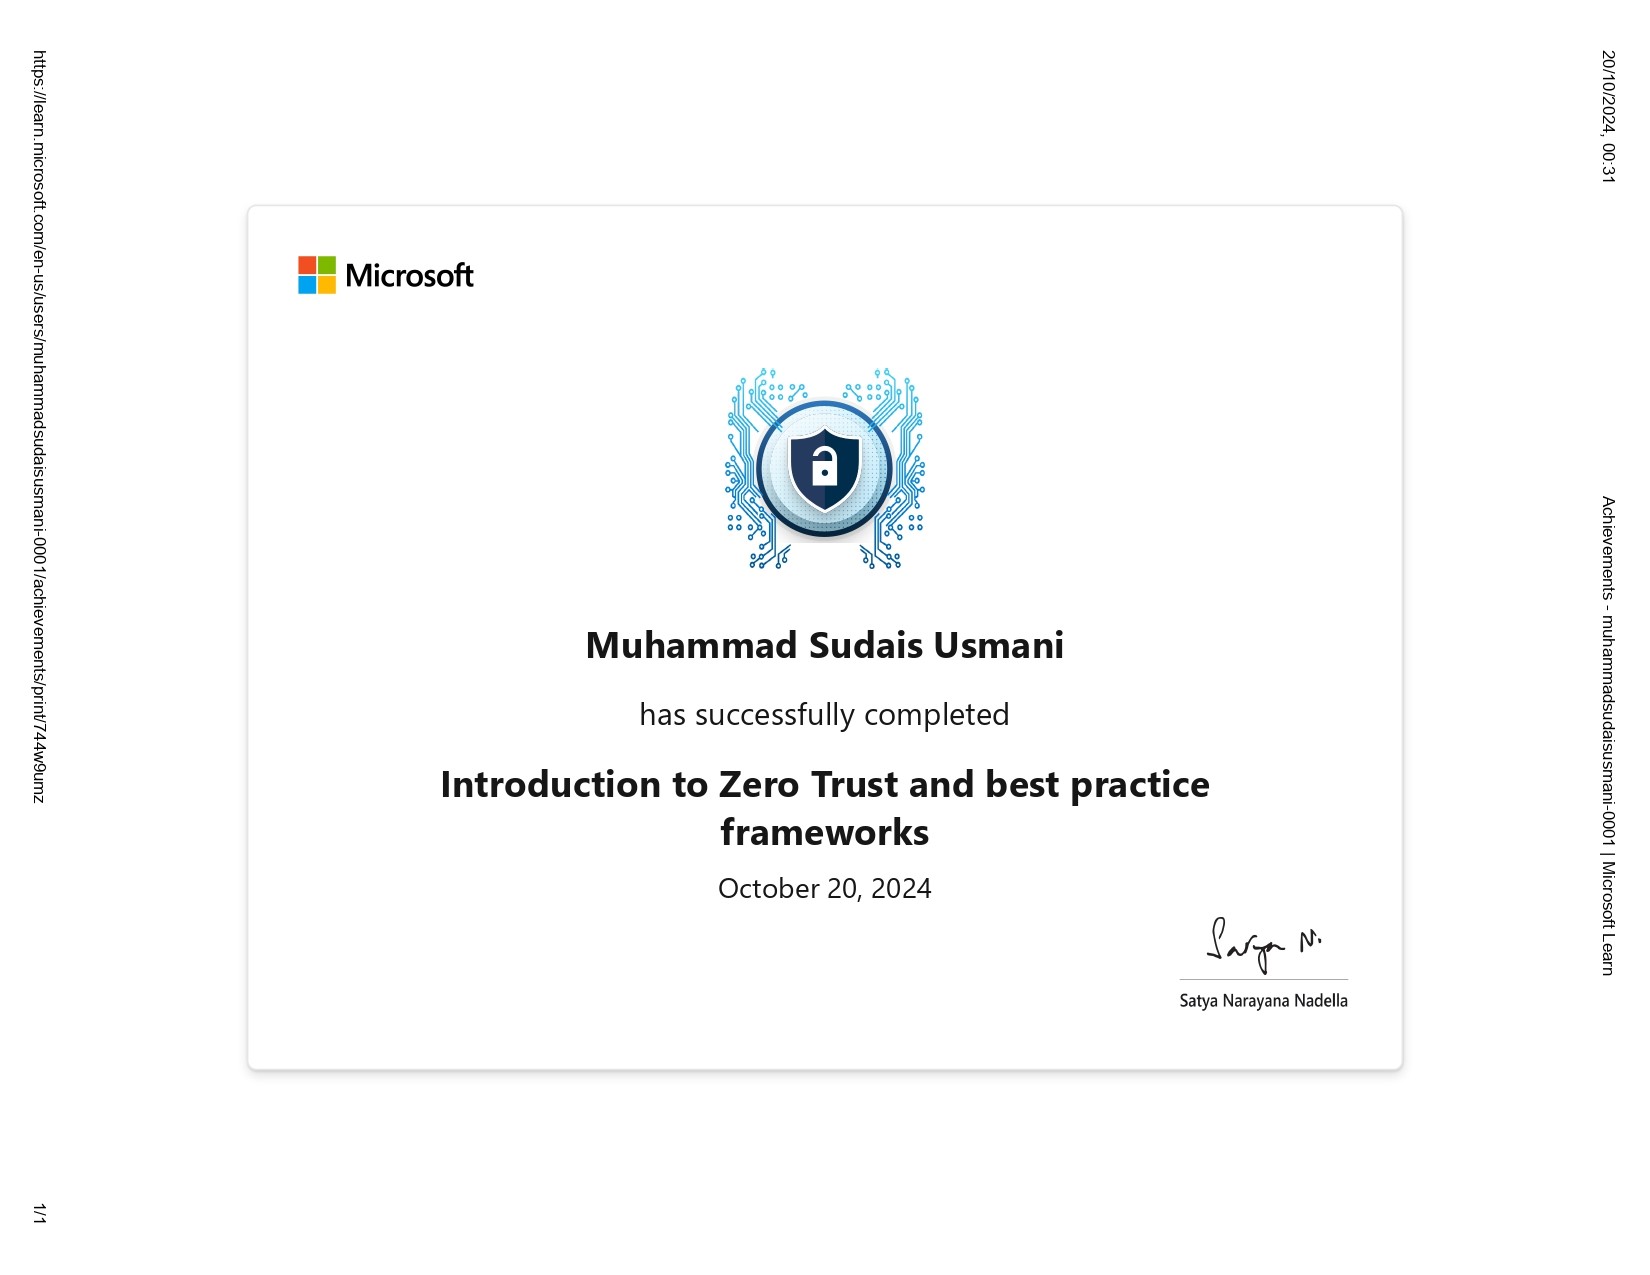 20/10/2024, 00:31
Achievements - muhammadsudaisusmani-0001 | Microsoft Learn
Microsoft
Muhammad Sudais Usmani
has successfully completed
Introduction to Zero Trust and best practice
frameworks
October 20, 2024
Satya N.
Satya Narayana Nadella
https://learn.microsoft.com/en-us/users/muhammadsudaisusmani-0001/achievements/print/744w9umz
1/1